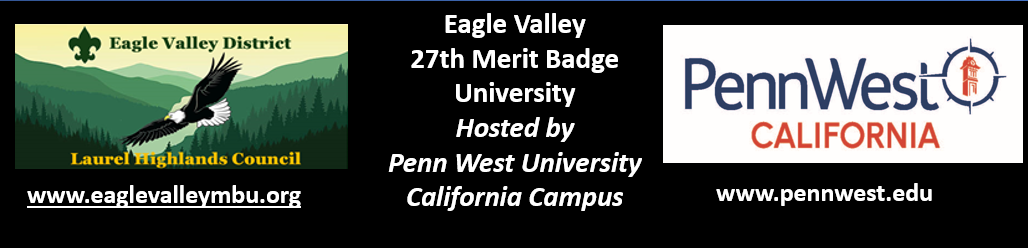 Eagle Valley District
Laurel Highlands Council
www.eaglevalleymbu.org
Eagle Valley
27th Merit Badge
University
Hosted by
Penn West University
California Campus
PennWest
CALIFORNIA
www.pennwest.edu